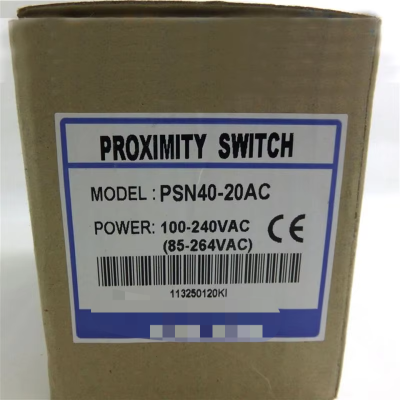 PROXIMITY SWITCH
MODEL : PSN40-20AC
POWER: 100-240VAC CE
(85-264VAC)
113250120KI